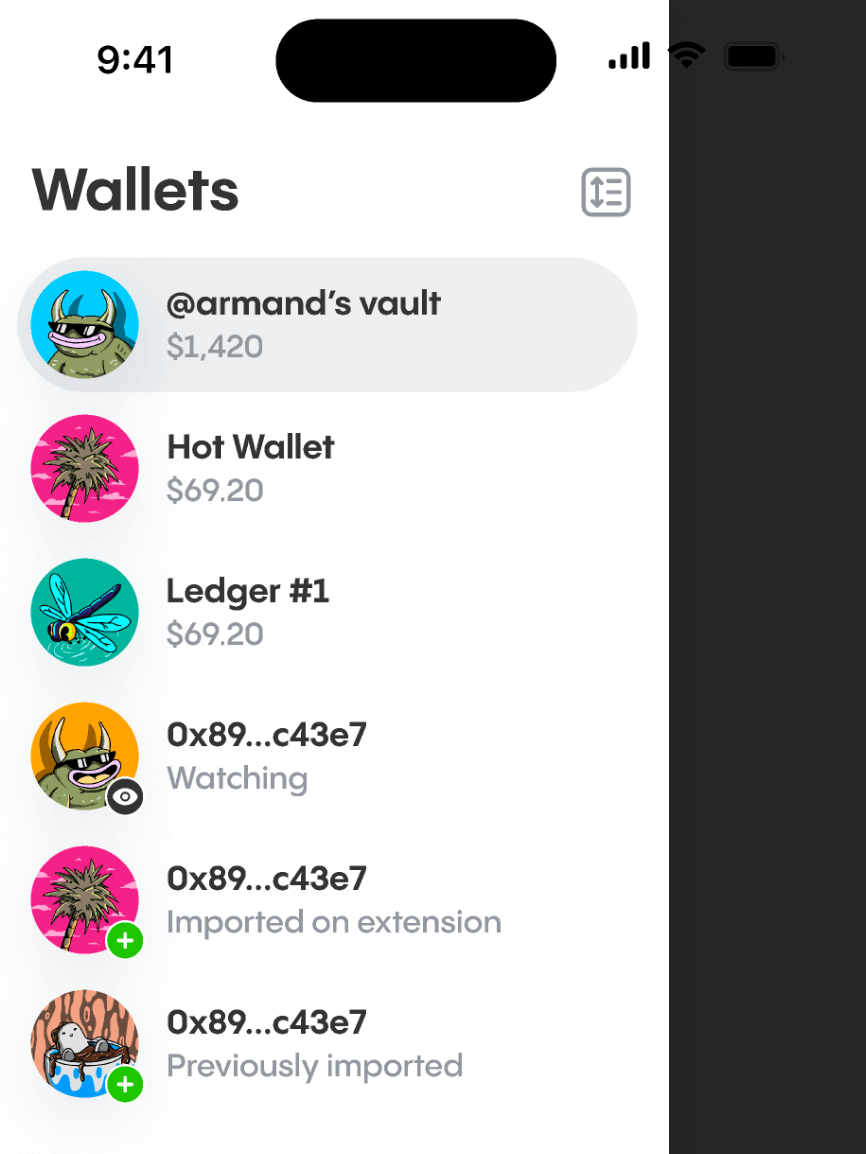 9:41
Wallets
@armand’s vault
$1,420
Hot Wallet
$69.20
Ledger #1
$69.20
0x89...c43e7
Watching
0x89...c43e7
Imported on extension
0x89...c43e7
Previously imported